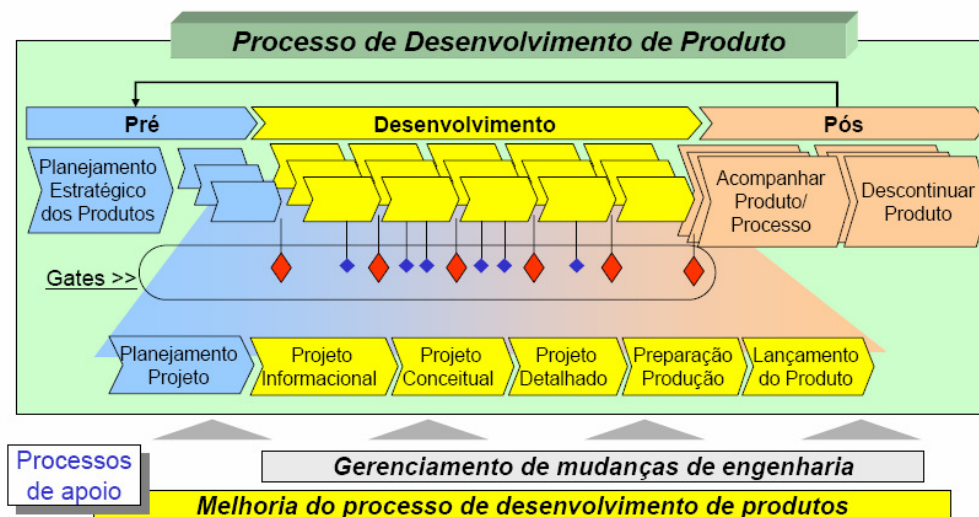 Processo de Desenvolvimento de Produto
Pré
Desenvolvimento
Pós
Planejamento
Estratégico
dos Produtos
Acompanhar
Produto/
Processo
Descontinuar
Produto
Gates >>
Planejamento
Projeto
Projeto
Informacional
Projeto
Conceitual
Projeto
Detalhado
Preparação
Produção
Lançamento
do Produto
Processos
de apoio
Gerenciamento de mudanças de engenharia
Melhoria do processo de desenvolvimento de produtos